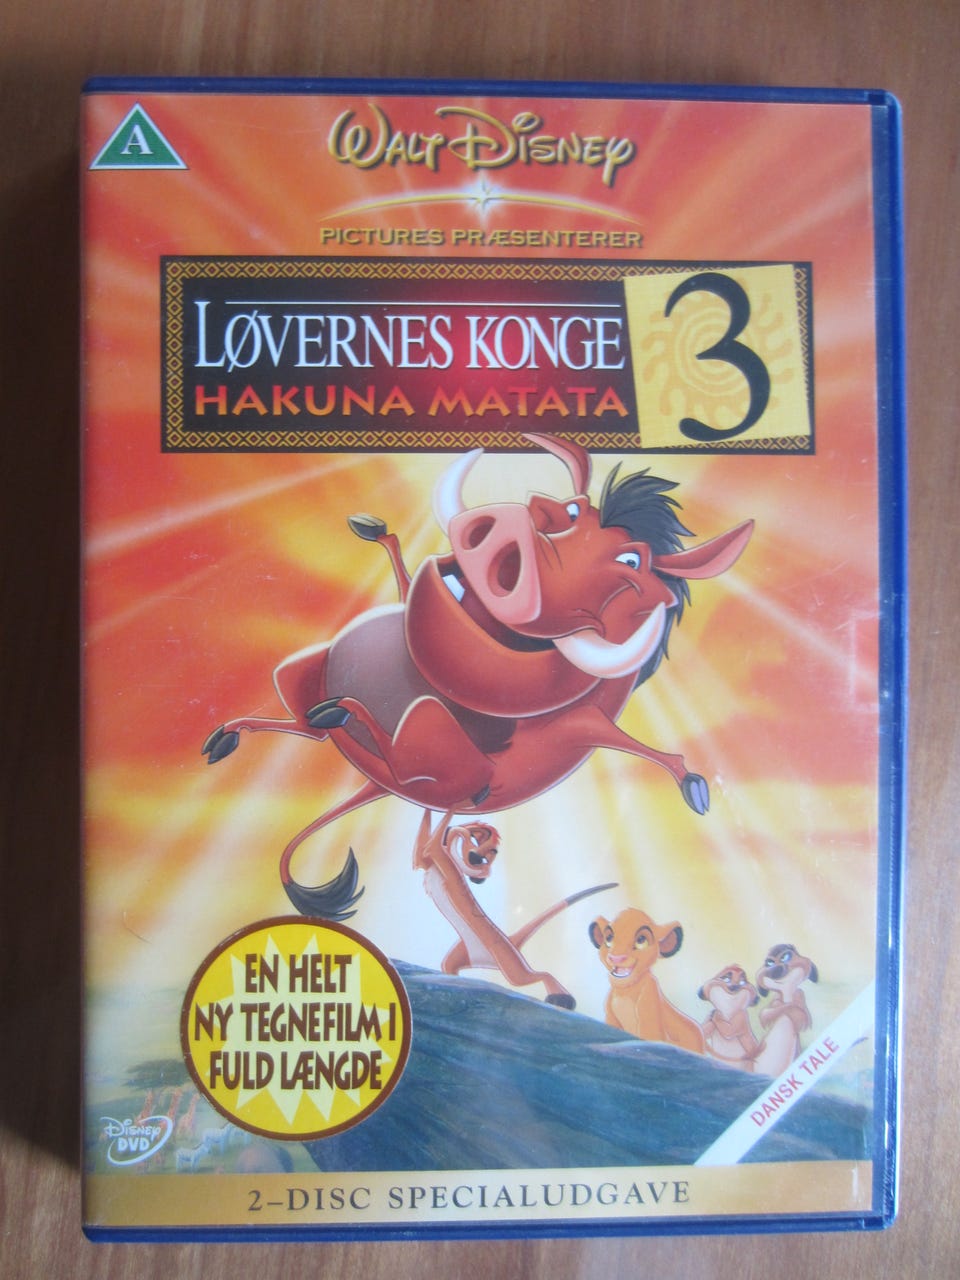 A
WALT DISNEY
PICTURES PRÆSENTERER
LØVERNES KONGE 3
HAKUNA MATATA
EN HELT
NY TEGNEFILM I
FULD LÆNGDE
DANSK TALE
DISNEY
DVD
2-DISC SPECIALUDGAVE